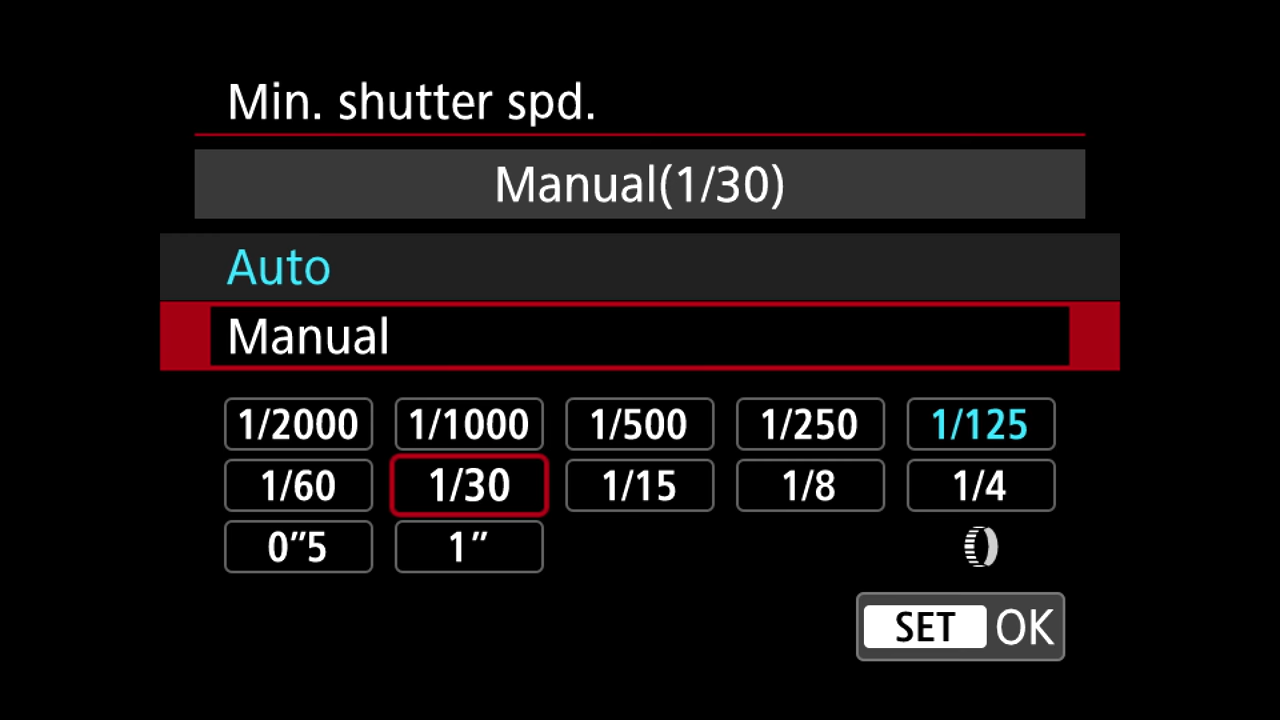 Min. shutter spd.
Manual(1/30)
Auto
Manual
1/2000 1/1000 1/500 1/250 1/125
1/60 1/30 1/15 1/8 1/4
0”5 1”
SET OK